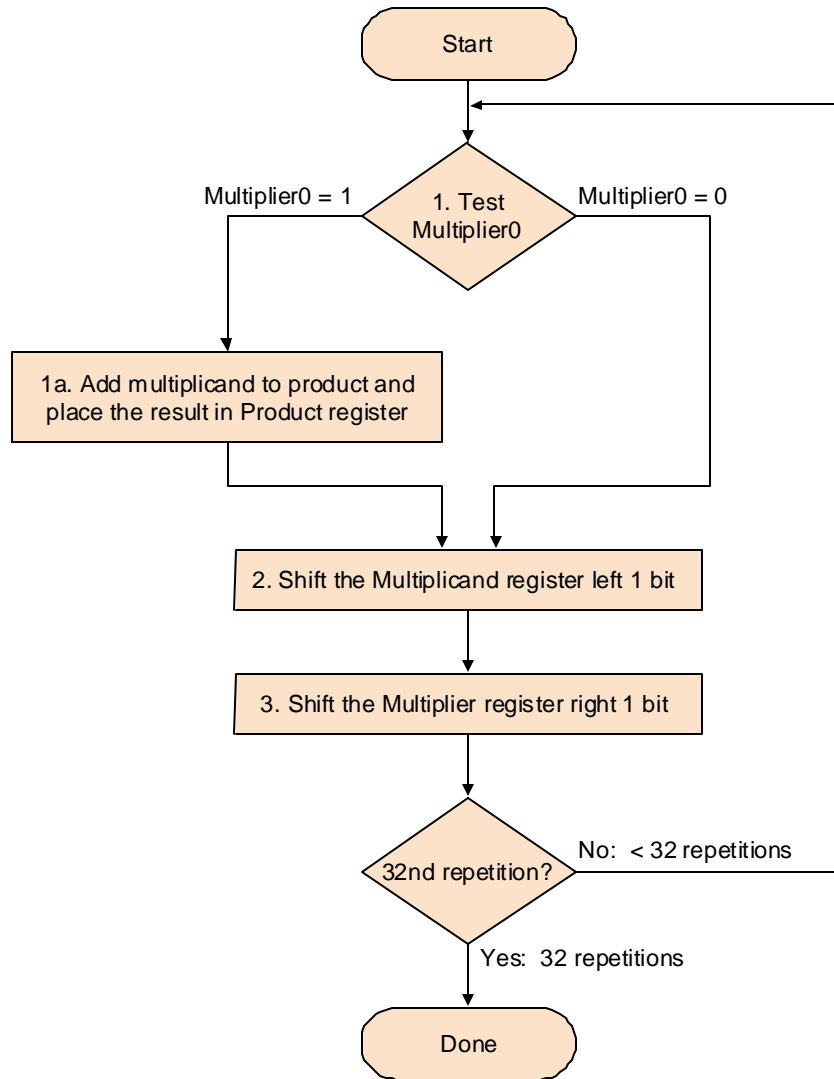 Start
Multiplier0 = 1
1. Test
Multiplier0
Multiplier0 = 0
1a. Add multiplicand to product and
place the result in Product register
2. Shift the Multiplicand register left 1 bit
3. Shift the Multiplier register right 1 bit
32nd repetition?
No: < 32 repetitions
Yes: 32 repetitions
Done